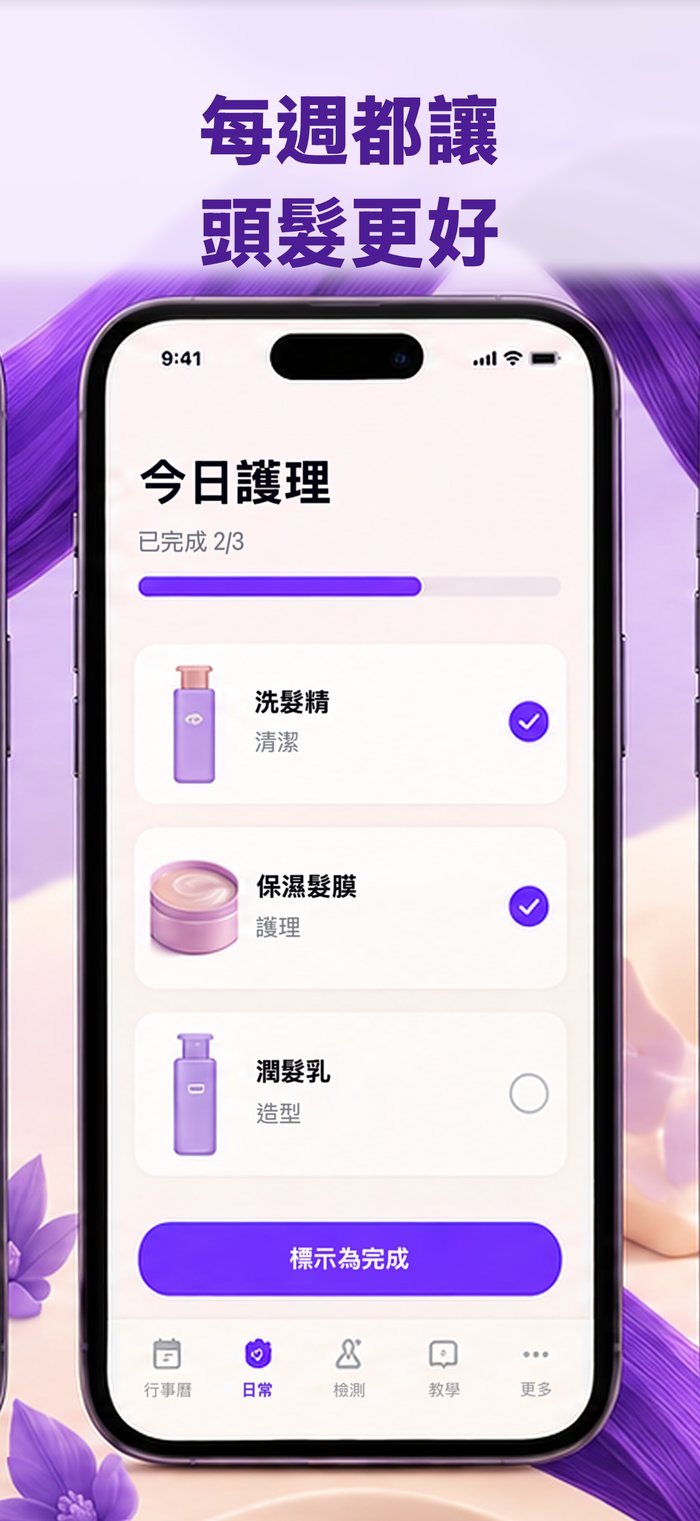 每週都讓
頭髮更好
9:41
今日護理
已完成 2/3
洗髮精
清潔
保濕髮膜
護理
潤髮乳
造型
標示為完成
行事曆
日常
檢測
教學
更多